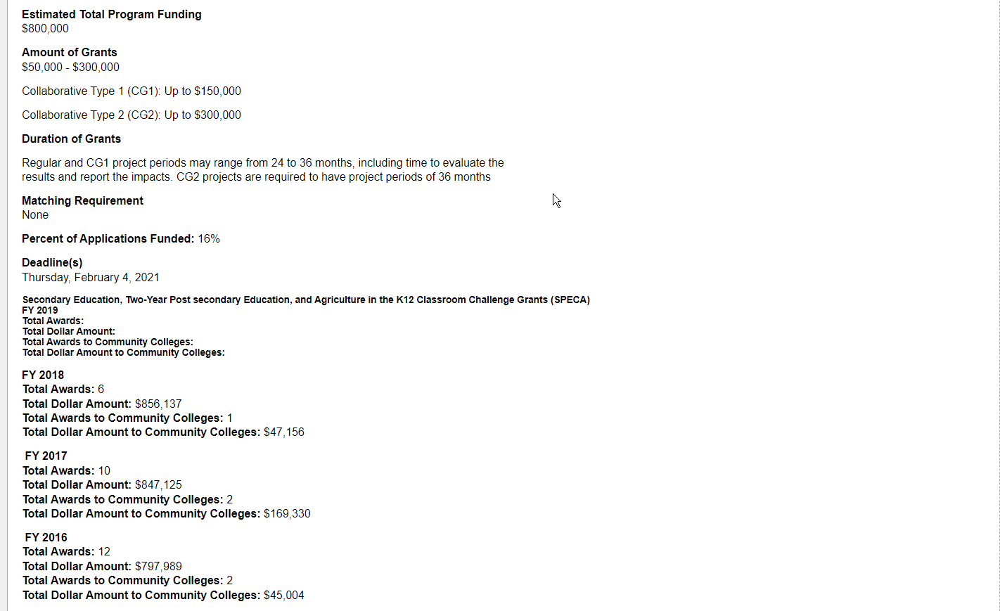 Estimated Total Program Funding
$800,000
Amount of Grants
$50,000 - $300,000
Collaborative Type 1 (CG1): Up to $150,000
Collaborative Type 2 (CG2): Up to $300,000
Duration of Grants
Regular and CG1 project periods may range from 24 to 36 months, including time to evaluate the
results and report the impacts. CG2 projects are required to have project periods of 36 months
Matching Requirement
None
Percent of Applications Funded: 16%
Deadline(s)
Thursday, February 4, 2021
Secondary Education, Two-Year Post secondary Education, and Agriculture in the K12 Classroom Challenge Grants (SPECA)
FY 2019
Total Awards:
Total Dollar Amount:
Total Awards to Community Colleges:
Total Dollar Amount to Community Colleges:
FY 2018
Total Awards: 6
Total Dollar Amount: $856,137
Total Awards to Community Colleges: 1
Total Dollar Amount to Community Colleges: $47,156
FY 2017
Total Awards: 10
Total Dollar Amount: $847,125
Total Awards to Community Colleges: 2
Total Dollar Amount to Community Colleges: $169,330
FY 2016
Total Awards: 12
Total Dollar Amount: $797,989
Total Awards to Community Colleges: 2
Total Dollar Amount to Community Colleges: $45,004